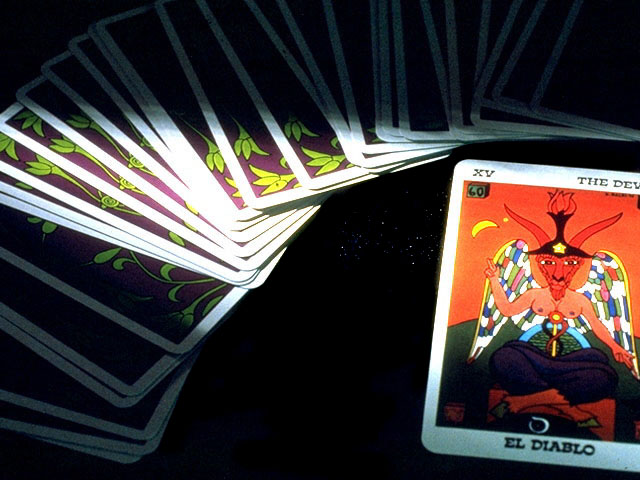 XV
THE DEV
60
EL DIABLO